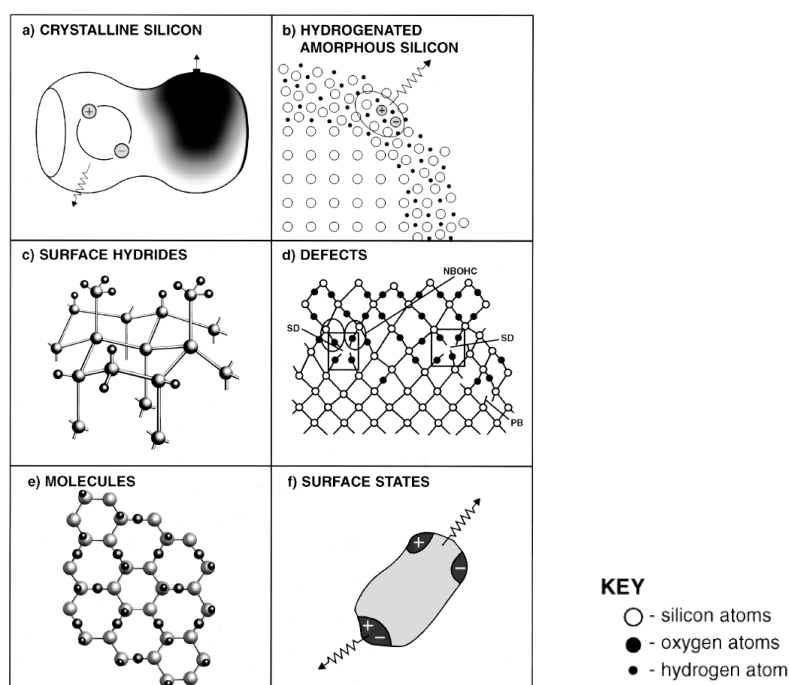 a) CRYSTALLINE SILICON
+
−
b) HYDROGENATED
AMORPHOUS SILICON
+
−
c) SURFACE HYDRIDES
d) DEFECTS
NBOHC
SD
SD
PB
e) MOLECULES
f) SURFACE STATES
+
−
+
−
KEY
- silicon atoms
- oxygen atoms
- hydrogen atom